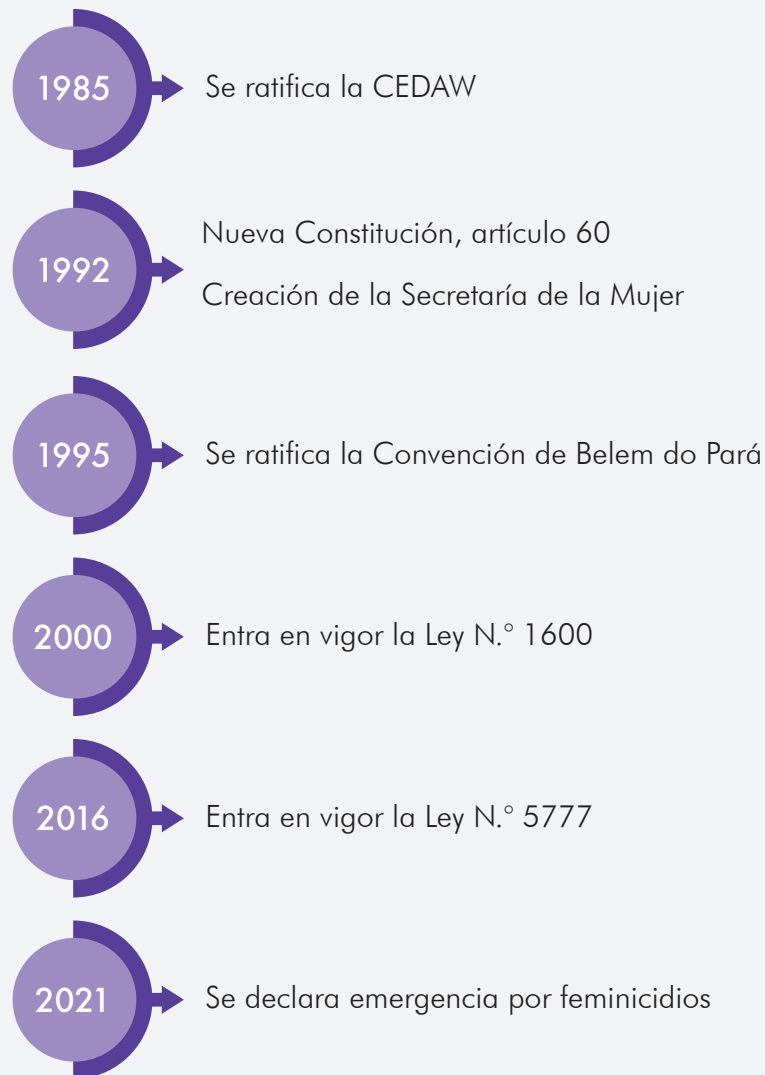 1985
Se ratifica la CEDAW
1992
Nueva Constitución, artículo 60
Creación de la Secretaría de la Mujer
1995
Se ratifica la Convención de Belem do Pará
2000
Entra en vigor la Ley N.° 1600
2016
Entra en vigor la Ley N.° 5777
2021
Se declara emergencia por feminicidios